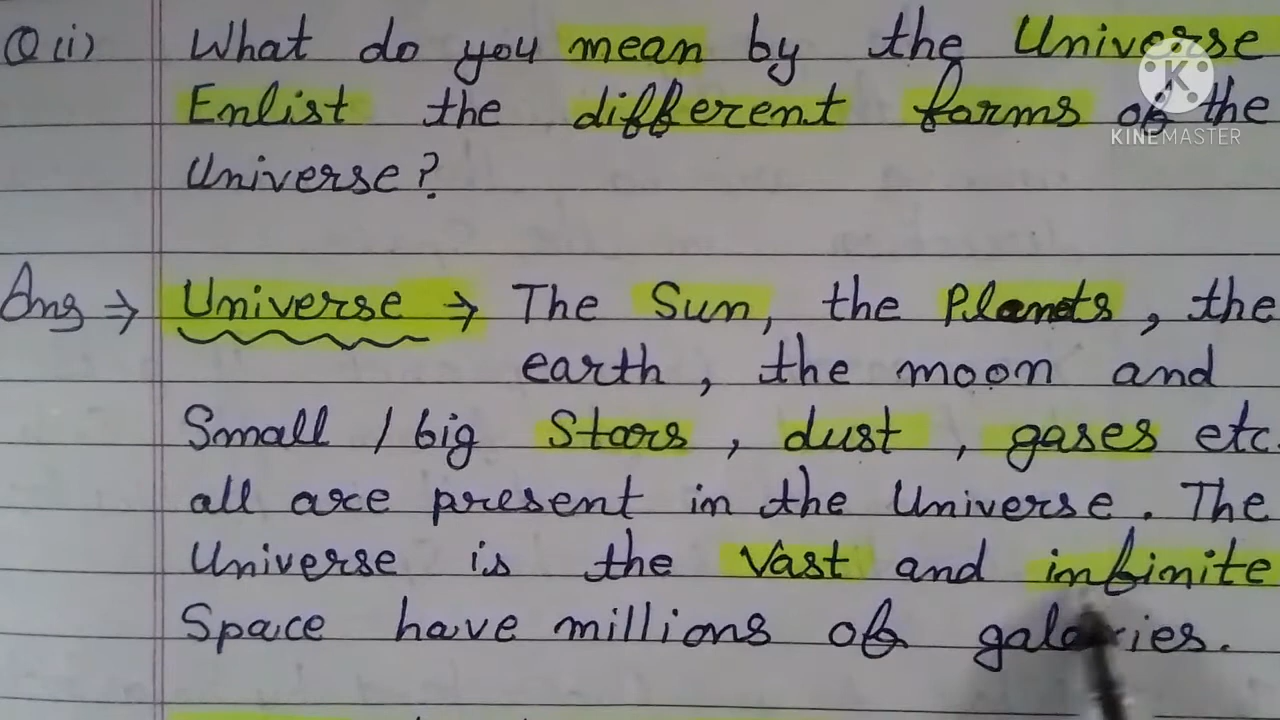 Q(i) What do you mean by the Universe
Enlist the different forms of the
Universe?
Ans ⇒ Universe → The Sun, the Planets, the
earth, the moon and
Small / big Stars, dust, gases etc.
all are present in the Universe. The
Universe is the Vast and infinite
Space have millions of galaxies.
K
KINEMASTER